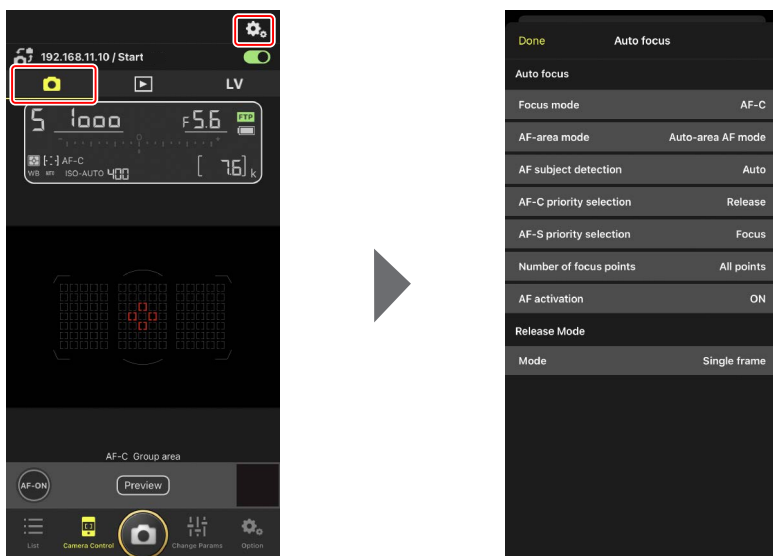 192.168.11.10 / Start
LV
S 1000 F5.6 FTP
AF-C
WB ISO-AUTO 400 [ 7.6] k
AF-C Group area
AF-ON
Preview
List
Camera Control
Change Params
Option
Done Auto focus
Auto focus
Focus mode AF-C
AF-area mode Auto-area AF mode
AF subject detection Auto
AF-C priority selection Release
AF-S priority selection Focus
Number of focus points All points
AF activation ON
Release Mode
Mode Single frame